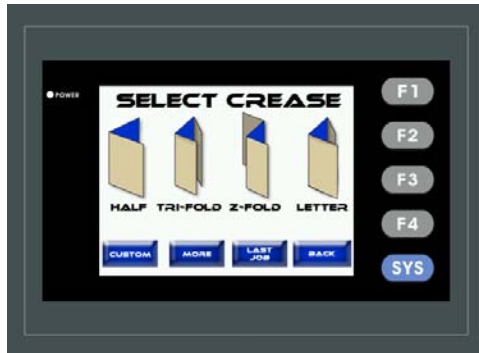 POWER
SELECT CREASE
HALF TRI-FOLD Z-FOLD LETTER
CUSTOM MORE LAST JOB BACK
F1
F2
F3
F4
SYS